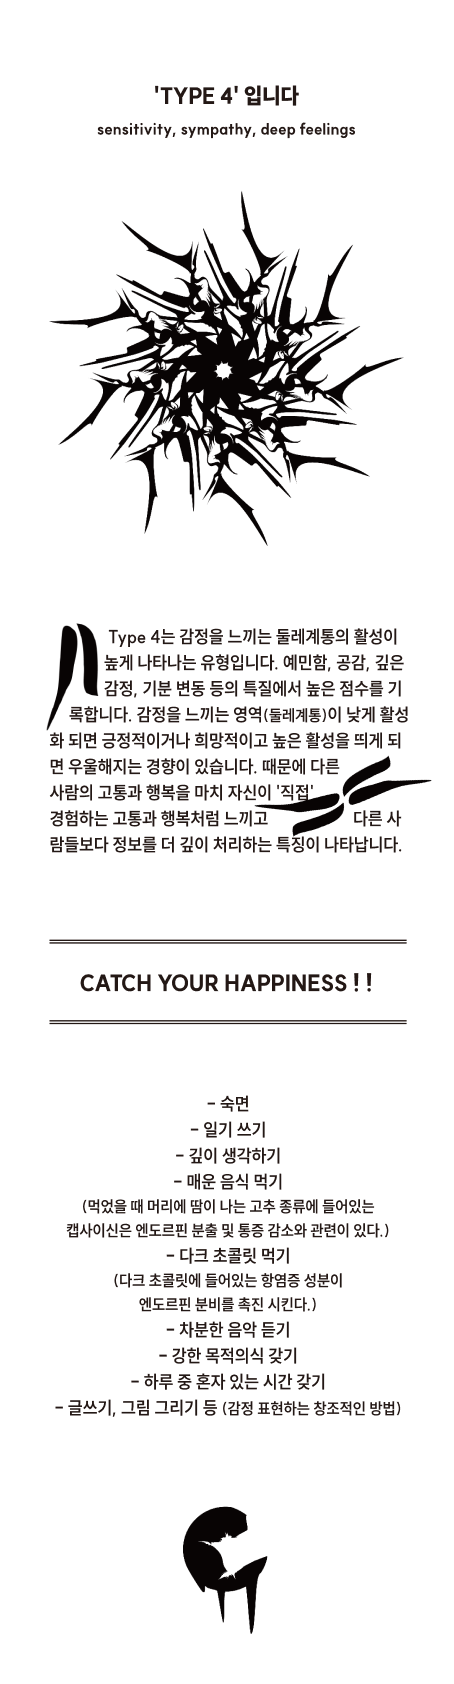 'TYPE 4' 입니다
sensitivity, sympathy, deep feelings
Type 4는 감정을 느끼는 둘레계통의 활성이
높게 나타나는 유형입니다. 예민함, 공감, 깊은
감정, 기분 변동 등의 특질에서 높은 점수를 기
록합니다. 감정을 느끼는 영역(둘레계통)이 낮게 활성
화 되면 긍정적이거나 희망적이고 높은 활성을 띄게 되
면 우울해지는 경향이 있습니다. 때문에 다른
사람의 고통과 행복을 마치 자신이 '직접'
경험하는 고통과 행복처럼 느끼고 다른 사
람들보다 정보를 더 깊이 처리하는 특징이 나타납니다.
CATCH YOUR HAPPINESS ! !
- 숙면
- 일기 쓰기
- 깊이 생각하기
- 매운 음식 먹기
(먹었을 때 머리에 땀이 나는 고추 종류에 들어있는
캡사이신은 엔도르핀 분출 및 통증 감소와 관련이 있다.)
- 다크 초콜릿 먹기
(다크 초콜릿에 들어있는 항염증 성분이
엔도르핀 분비를 촉진 시킨다.)
- 차분한 음악 듣기
- 강한 목적의식 갖기
- 하루 중 혼자 있는 시간 갖기
- 글쓰기, 그림 그리기 등 (감정 표현하는 창조적인 방법)